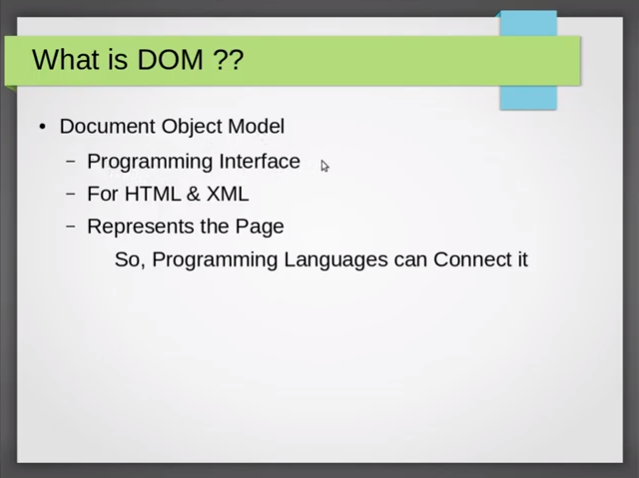 What is DOM ??
• Document Object Model
– Programming Interface
– For HTML & XML
– Represents the Page
So, Programming Languages can Connect it